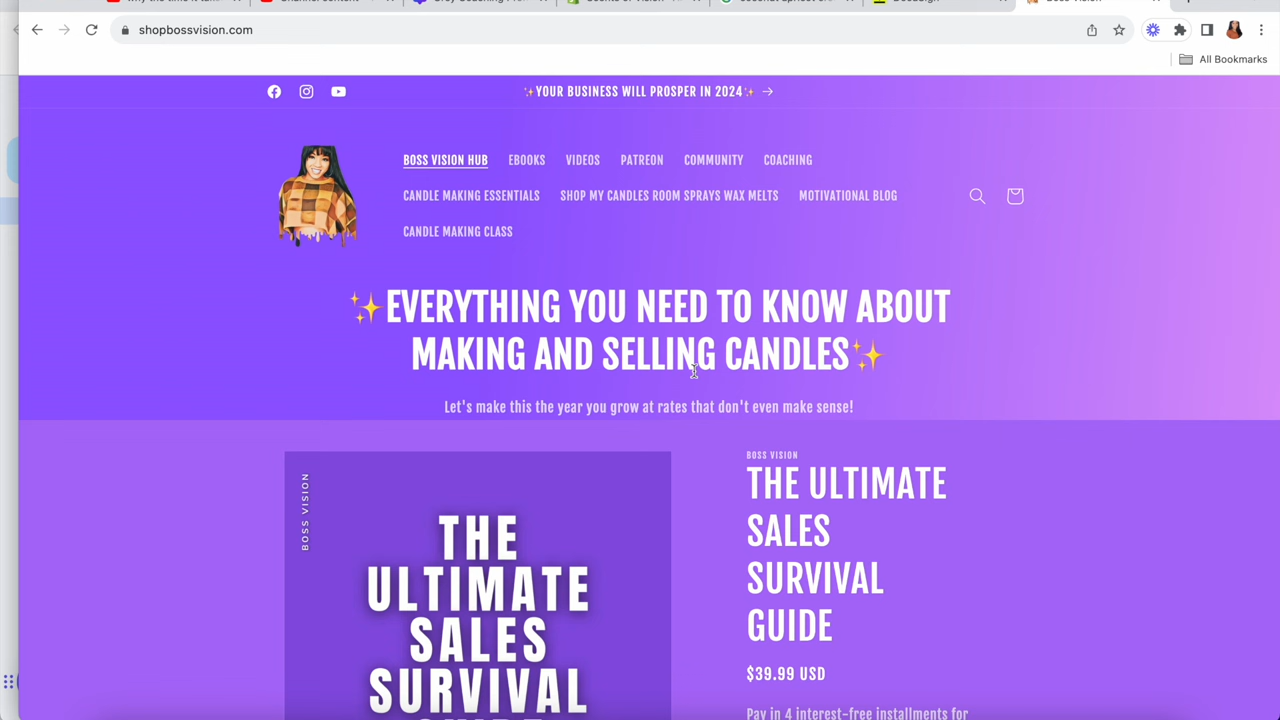 shopbossvision.com
All Bookmarks
✨YOUR BUSINESS WILL PROSPER IN 2024✨ →
BOSS VISION HUB EBOOKS VIDEOS PATREON COMMUNITY COACHING
CANDLE MAKING ESSENTIALS SHOP MY CANDLES ROOM SPRAYS WAX MELTS MOTIVATIONAL BLOG
CANDLE MAKING CLASS
✨EVERYTHING YOU NEED TO KNOW ABOUT
MAKING AND SELLING CANDLES✨
Let's make this the year you grow at rates that don't even make sense!
BOSS VISION
THE
ULTIMATE
SALES
SURVIVAL
BOSS VISION
THE ULTIMATE
SALES
SURVIVAL
GUIDE
$39.99 USD
Pay in 4 interest-free installments for